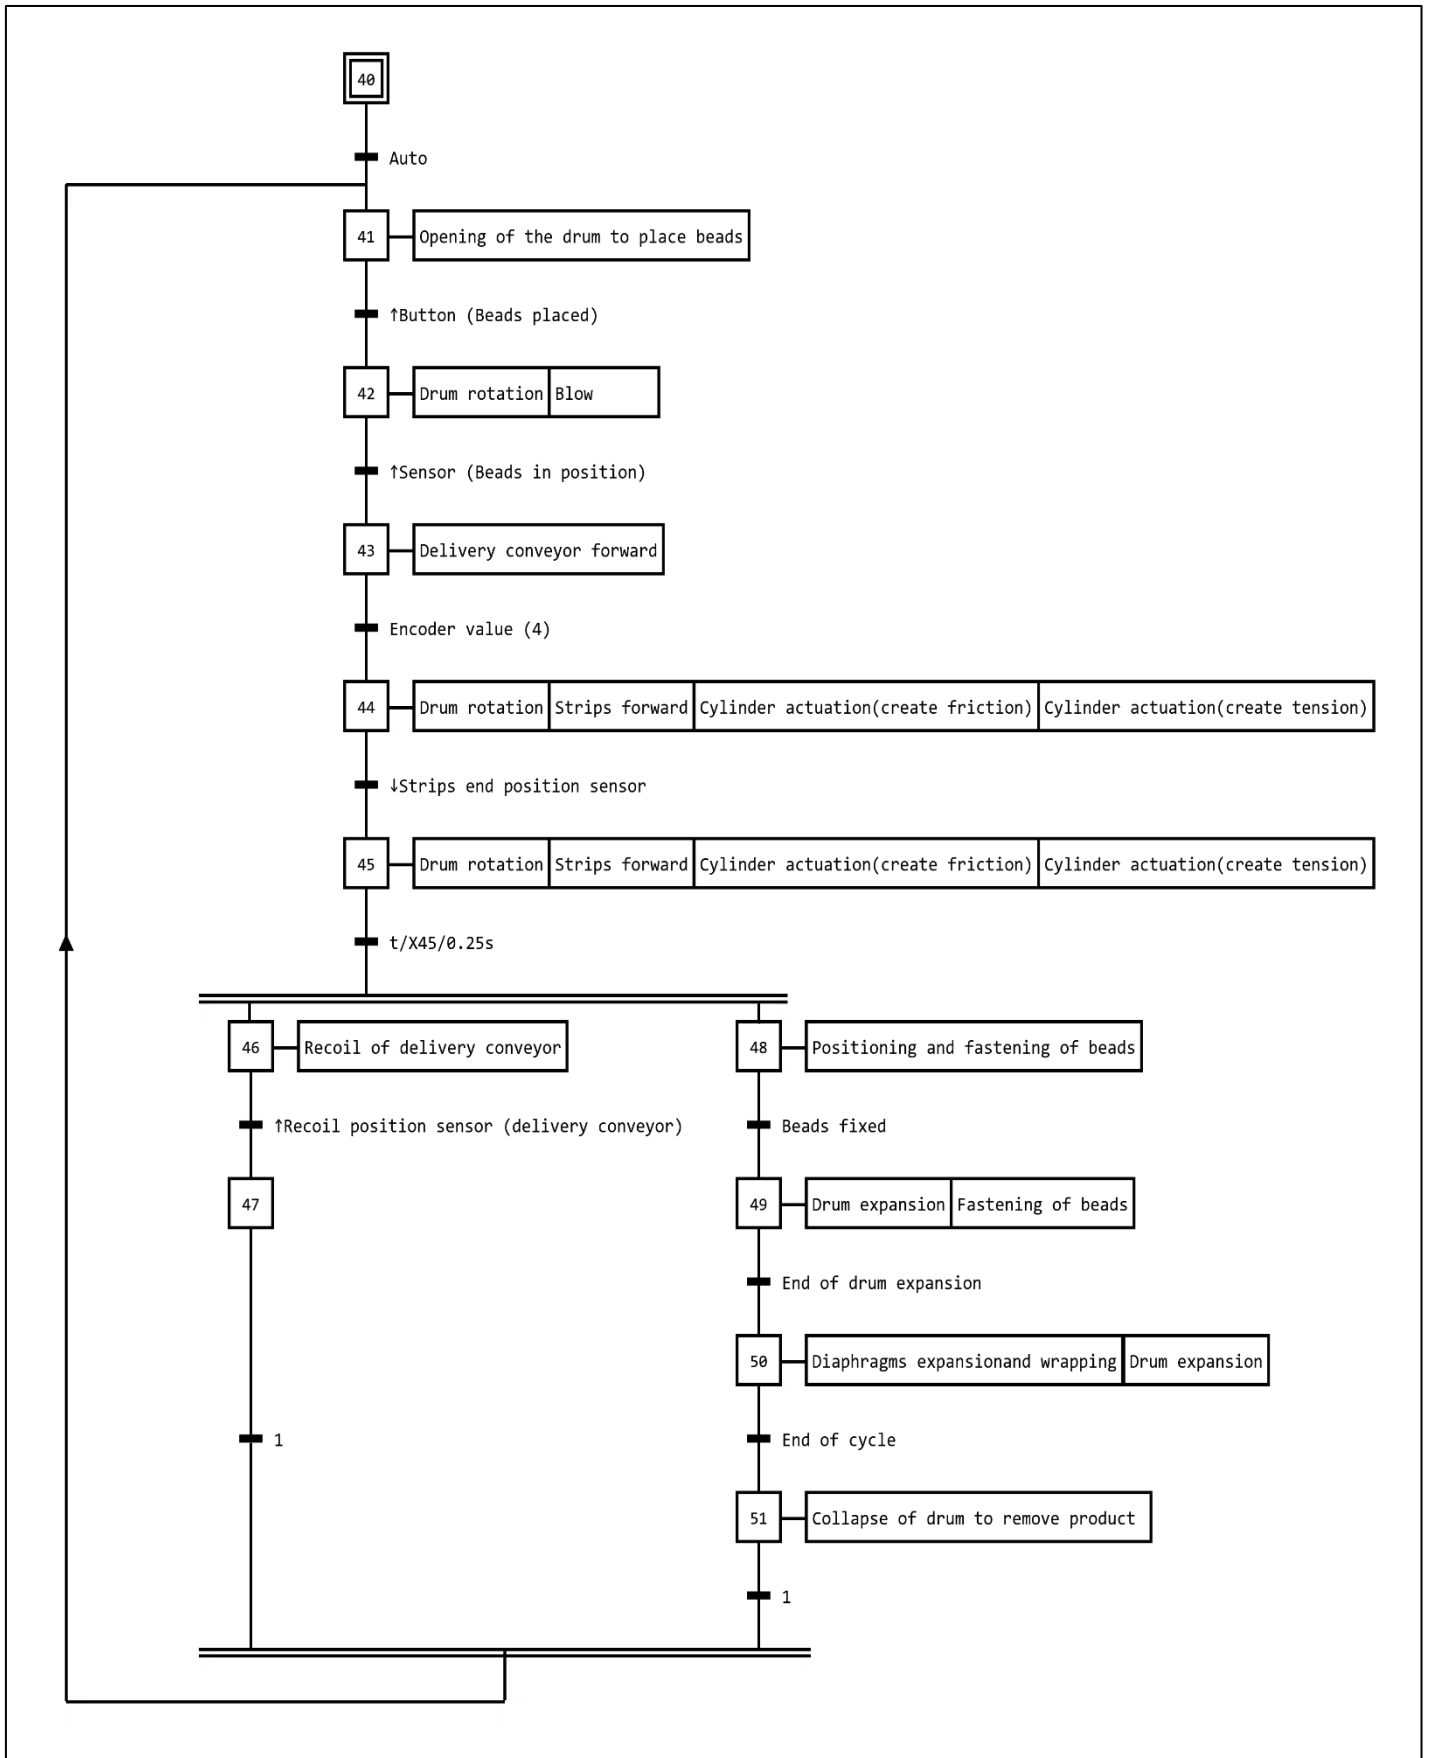 40
Auto
41 Opening of the drum to place beads
↑Button (Beads placed)
42 Drum rotation Blow
↑Sensor (Beads in position)
43 Delivery conveyor forward
Encoder value (4)
44 Drum rotation Strips forward Cylinder actuation(create friction) Cylinder actuation(create tension)
↓Strips end position sensor
45 Drum rotation Strips forward Cylinder actuation(create friction) Cylinder actuation(create tension)
t/X45/0.25s
46 Recoil of delivery conveyor 48 Positioning and fastening of beads
↑Recoil position sensor (delivery conveyor) Beads fixed
47 49 Drum expansion Fastening of beads
End of drum expansion
50 Diaphragms expansionand wrapping Drum expansion
1 End of cycle
51 Collapse of drum to remove product
1